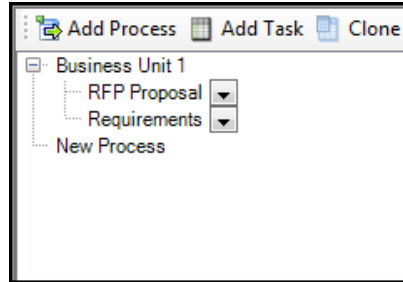 Add Process Add Task Clone
Business Unit 1
RFP Proposal
Requirements
New Process